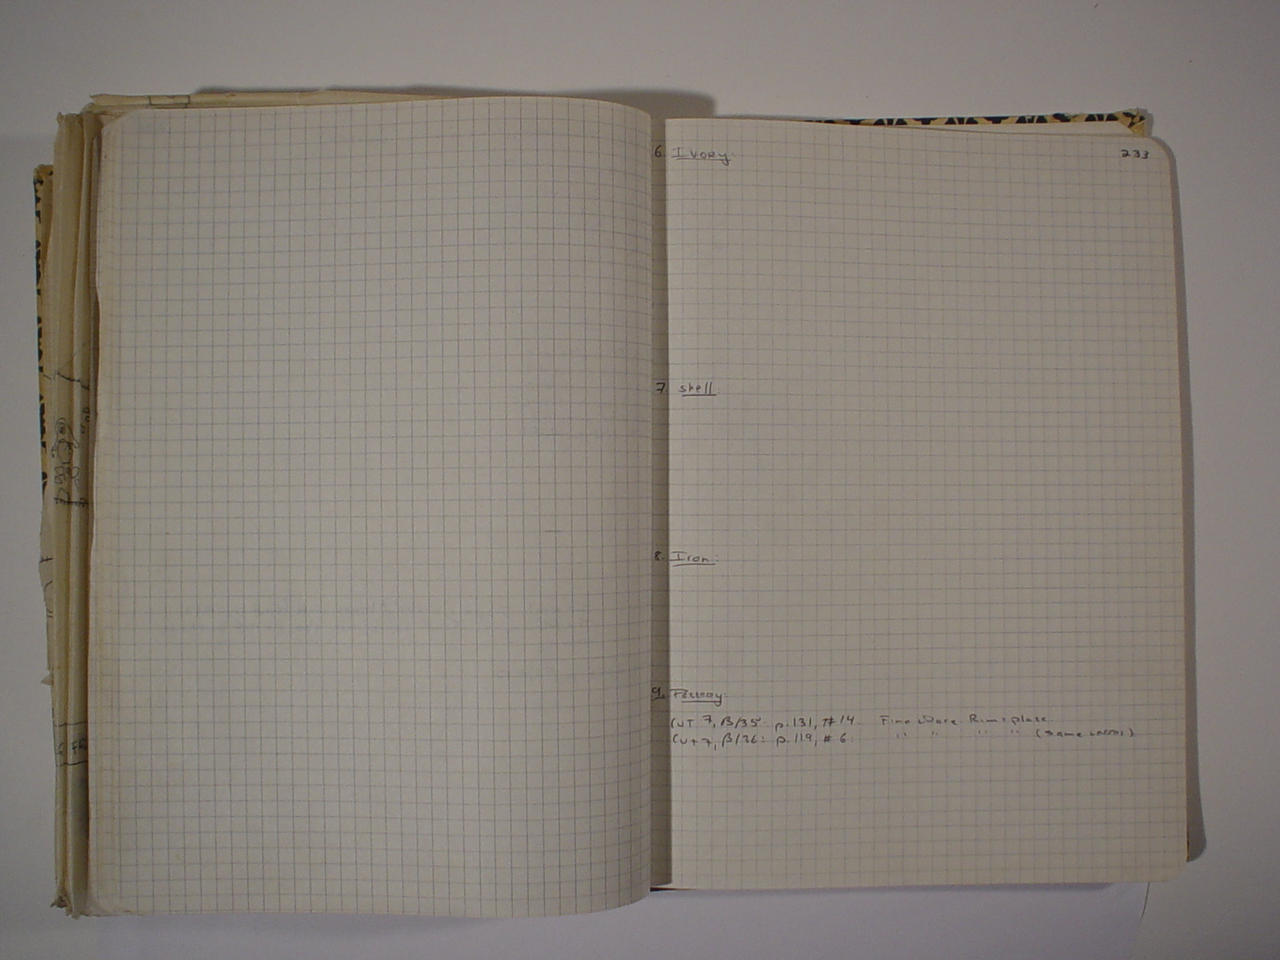 233
6. Ivory:
7. shell
8. Iron:
9. Pottery:
Cut 7, β/35: p. 131, #14. Fine Ware Rim + plate
Cut 7, β/36: p. 119, #6. " " " " (same vessel)